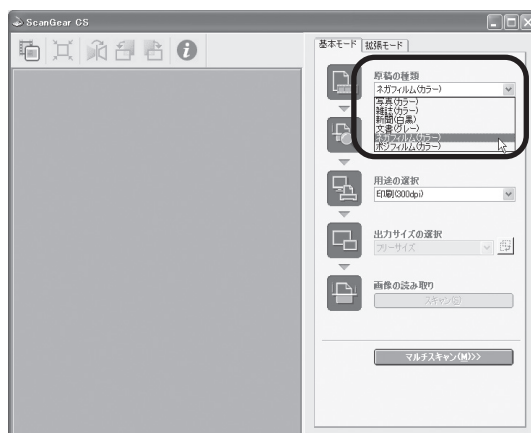 ScanGear CS
基本モード 拡張モード
原稿の種類
ネガフィルム(カラー)
写真(カラー)
雑誌(カラー)
新聞(白黒)
文書(グレー)
ネガフィルム(カラー)
ポジフィルム(カラー)
用途の選択
印刷(300dpi)
出力サイズの選択
フリーサイズ
画像の読み取り
スキャン(S)
マルチスキャン(M)>>